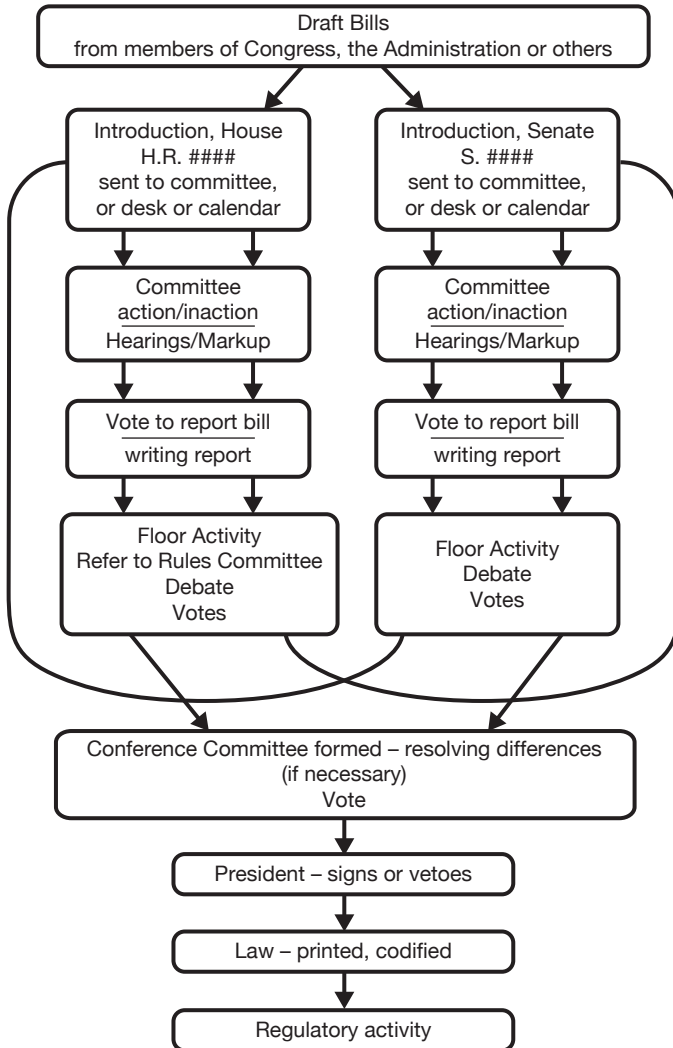 Draft Bills
from members of Congress, the Administration or others
Introduction, House
H.R. ####
sent to committee,
or desk or calendar
Introduction, Senate
S. ####
sent to committee,
or desk or calendar
Committee
action/inaction
Hearings/Markup
Committee
action/inaction
Hearings/Markup
Vote to report bill
writing report
Vote to report bill
writing report
Floor Activity
Refer to Rules Committee
Debate
Votes
Floor Activity
Debate
Votes
Conference Committee formed – resolving differences
(if necessary)
Vote
President – signs or vetoes
Law – printed, codified
Regulatory activity